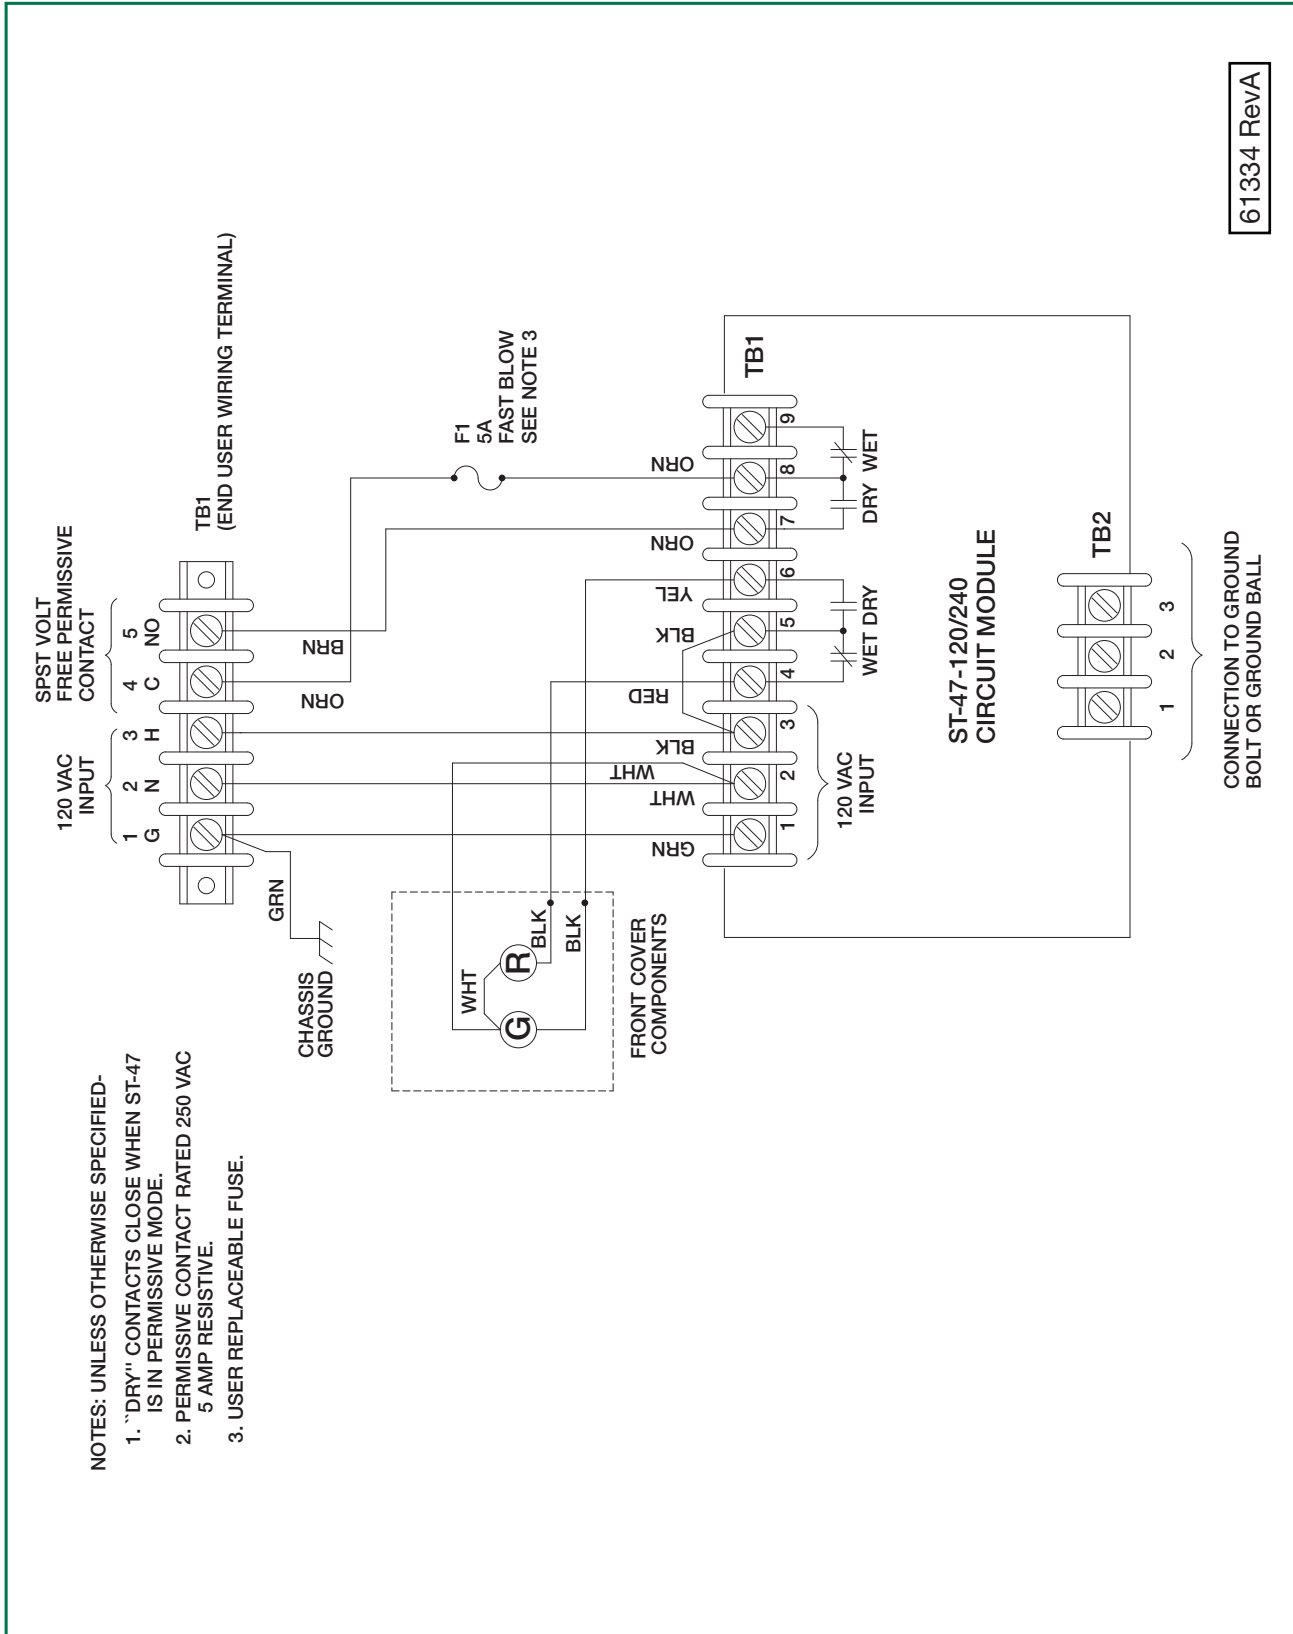 NOTES: UNLESS OTHERWISE SPECIFIED-
1. ``DRY'' CONTACTS CLOSE WHEN ST-47
IS IN PERMISSIVE MODE.
2. PERMISSIVE CONTACT RATED 250 VAC
5 AMP RESISTIVE.
3. USER REPLACEABLE FUSE.
120 VAC
INPUT
SPST VOLT
FREE PERMISSIVE
CONTACT
1 2 3 4 5
G N H C NO
TB1
(END USER WIRING TERMINAL)
GRN
CHASSIS
GROUND
ORN
BRN
F1
5A
FAST BLOW
SEE NOTE 3
WHT
G
R
BLK
BLK
FRONT COVER
COMPONENTS
GRN
WHT
WHT
BLK
RED
BLK
YEL
ORN
ORN
1 2 3 4 5 6 7 8 9
TB1
120 VAC
INPUT
WET DRY
DRY WET
ST-47-120/240
CIRCUIT MODULE
TB2
1 2 3
CONNECTION TO GROUND
BOLT OR GROUND BALL
61334 RevA